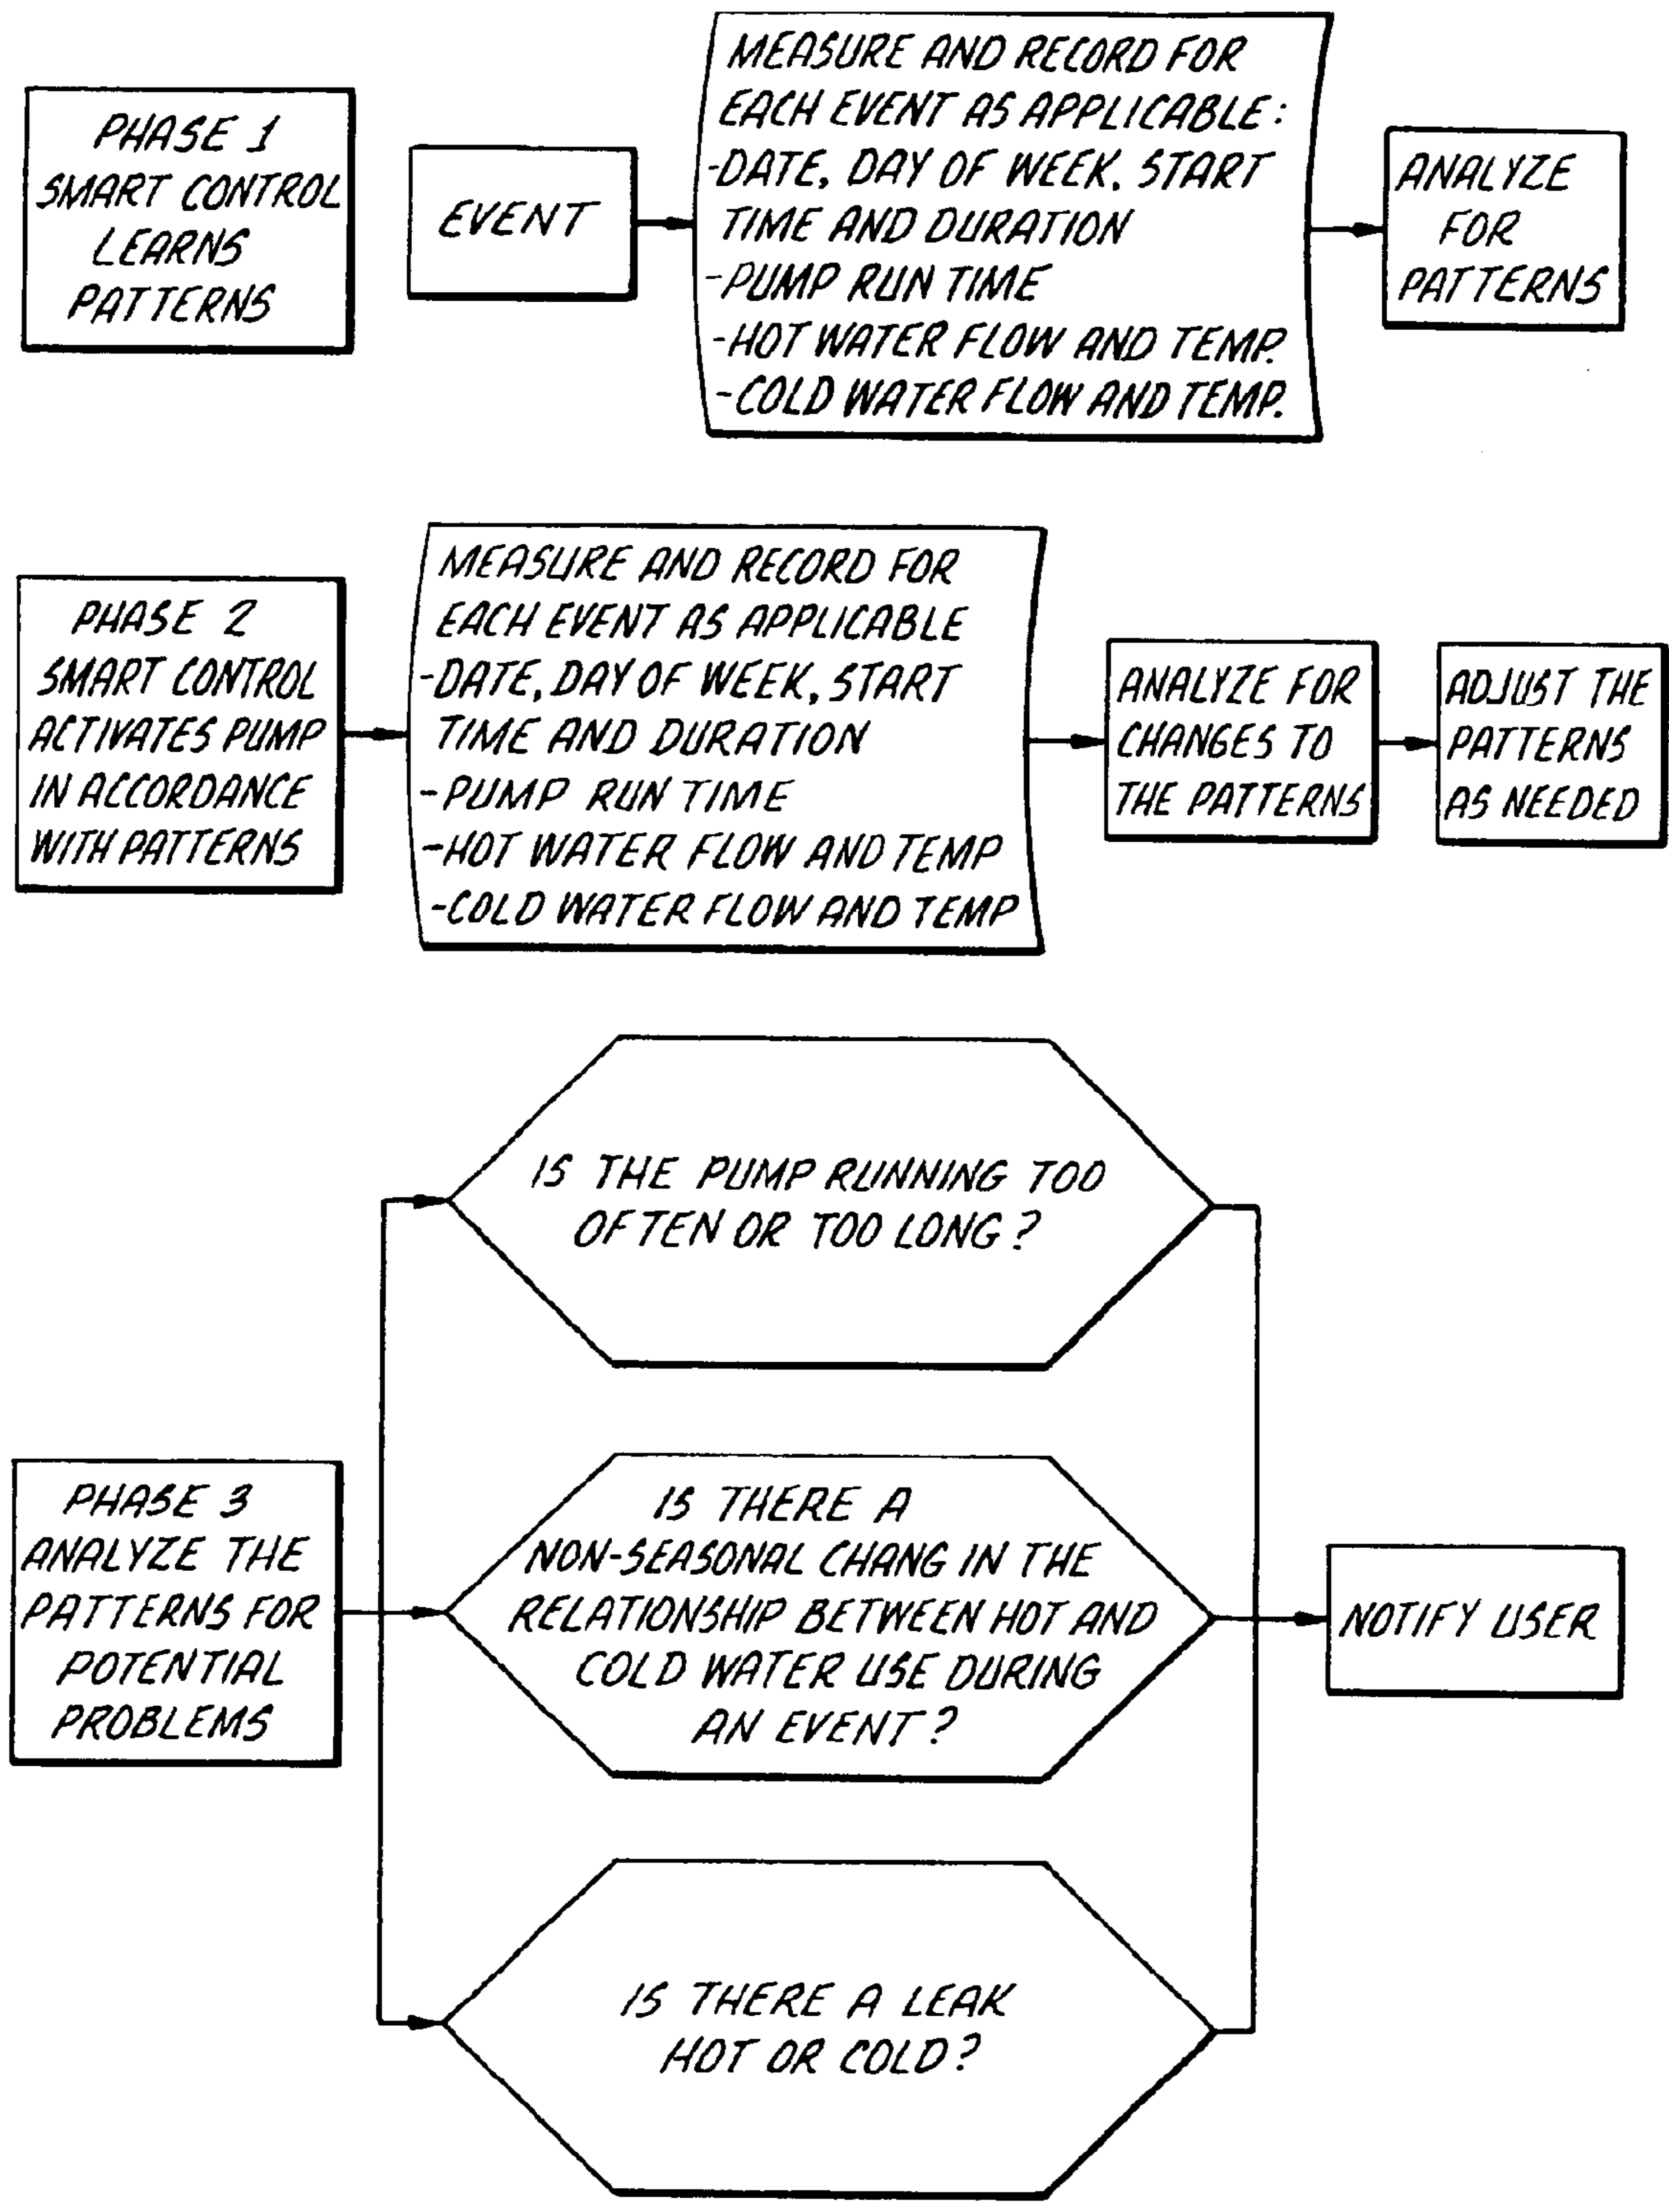 PHASE 1
SMART CONTROL
LEARNS
PATTERNS
EVENT
MEASURE AND RECORD FOR
EACH EVENT AS APPLICABLE:
-DATE, DAY OF WEEK, START
TIME AND DURATION
-PUMP RUN TIME
-HOT WATER FLOW AND TEMP.
-COLD WATER FLOW AND TEMP.
ANALYZE
FOR
PATTERNS
PHASE 2
SMART CONTROL
ACTIVATES PUMP
IN ACCORDANCE
WITH PATTERNS
MEASURE AND RECORD FOR
EACH EVENT AS APPLICABLE
-DATE, DAY OF WEEK, START
TIME AND DURATION
-PUMP RUN TIME
-HOT WATER FLOW AND TEMP
-COLD WATER FLOW AND TEMP
ANALYZE FOR
CHANGES TO
THE PATTERNS
ADJUST THE
PATTERNS
AS NEEDED
PHASE 3
ANALYZE THE
PATTERNS FOR
POTENTIAL
PROBLEMS
IS THE PUMP RUNNING TOO
OFTEN OR TOO LONG?
IS THERE A
NON-SEASONAL CHANG IN THE
RELATIONSHIP BETWEEN HOT AND
COLD WATER USE DURING
AN EVENT?
IS THERE A LEAK
HOT OR COLD?
NOTIFY USER